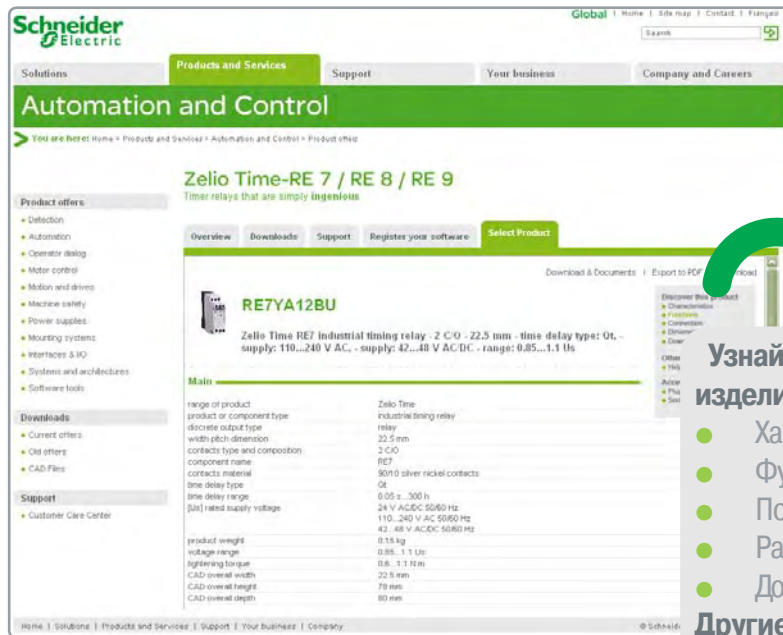 Schneider
Electric
Global | Home | Site map | Contact | Français
Search
Solutions
Products and Services
Support
Your business
Company and Careers
Automation and Control
You are here: Home > Products and Services > Automation and Control > Product offers
Zelio Time-RE 7 / RE 8 / RE 9
Timer relays that are simply ingenious
Product offers
Detection
Automation
Operator dialog
Motor control
Motion and drives
Machine safety
Power supplies
Mounting systems
Interfaces & I/O
Systems and architectures
Software tools
Downloads
Current offers
Old offers
CAD Files
Support
Customer Care Center
Overview
Downloads
Support
Register your software
Select Product
Download & Documents | Export to PDF
RE7YA12BU
Zelio Time RE7 industrial timing relay - 2 C/O - 22.5 mm - time delay type: Qt, -
supply: 110...240 V AC, - supply: 42...48 V AC/DC - range: 0.85...1.1 Us
Discover this product
Characteristics
Functions
Connection
Main
range of product Zelio Time
product or component type industrial timing relay
discrete output type relay
width pitch dimension 22.5 mm
contacts type and composition 2 C/O
component name RE7
contacts material 90/10 silver nickel contacts
time delay type Qt
time delay range 0.05 s...300 h
[Us] rated supply voltage 24 V AC/DC 50/60 Hz
110...240 V AC 50/60 Hz
42...48 V AC/DC 50/60 Hz
product weight 0.15 kg
voltage range 0.85...1.1 Us
tightening torque 0.6...1.1 N.m
CAD overall width 22.5 mm
CAD overall height 78 mm
CAD overall depth 80 mm
Home | Solutions | Products and Services | Support | Your business | Company
Узнай
издели
Ха
Фу
По
Ра
До
Другие